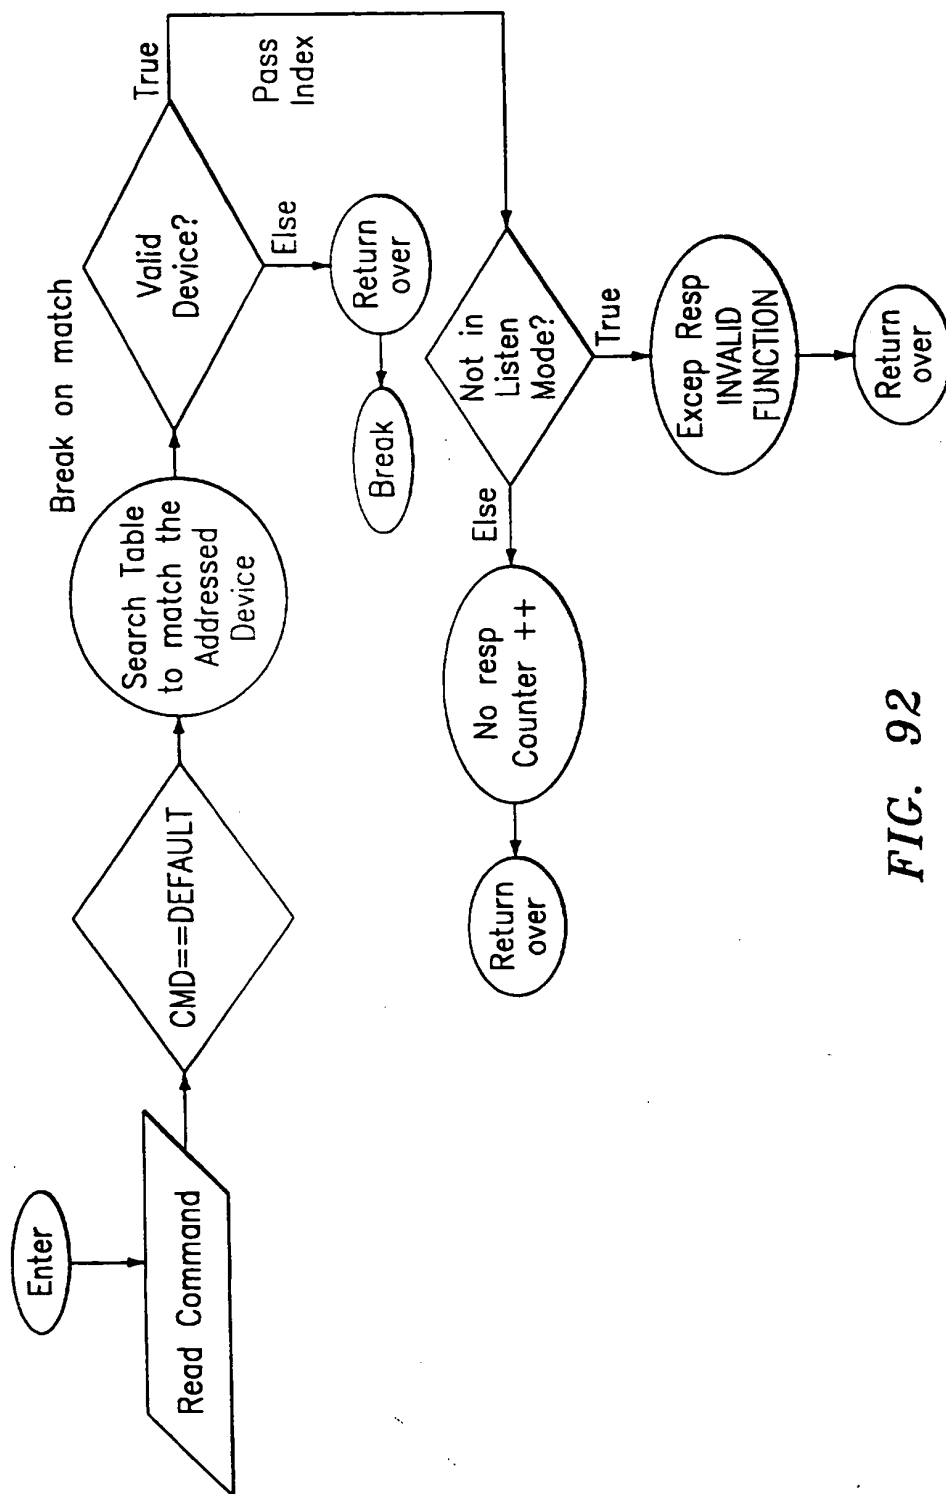 Enter
Read Command
CMD==DEFAULT
Search Table
to match the
Addressed
Device
Break on match
Valid
Device?
True
Pass
Index
Else
Return
over
Break
Not in
Listen
Mode?
True
Excep Resp
INVALID
FUNCTION
Return
over
Else
No resp
Counter ++
Return
over
FIG. 92